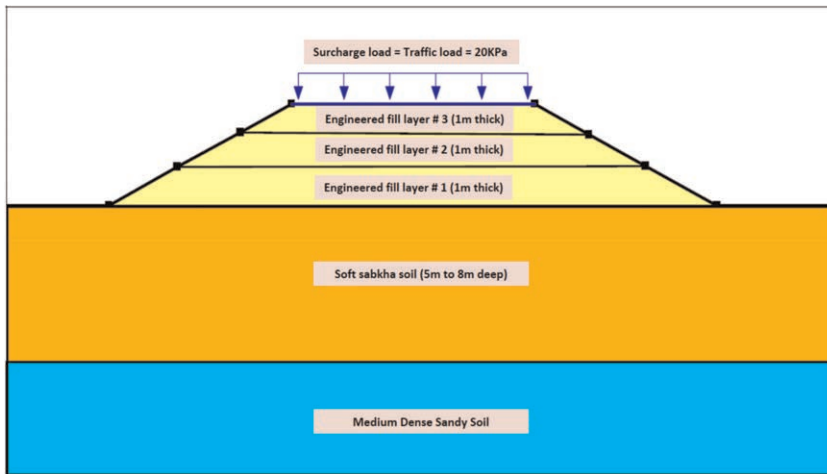 Surcharge load = Traffic load = 20KPa
Engineered fill layer # 3 (1m thick)
Engineered fill layer # 2 (1m thick)
Engineered fill layer # 1 (1m thick)
Soft sabkha soil (5m to 8m deep)
Medium Dense Sandy Soil